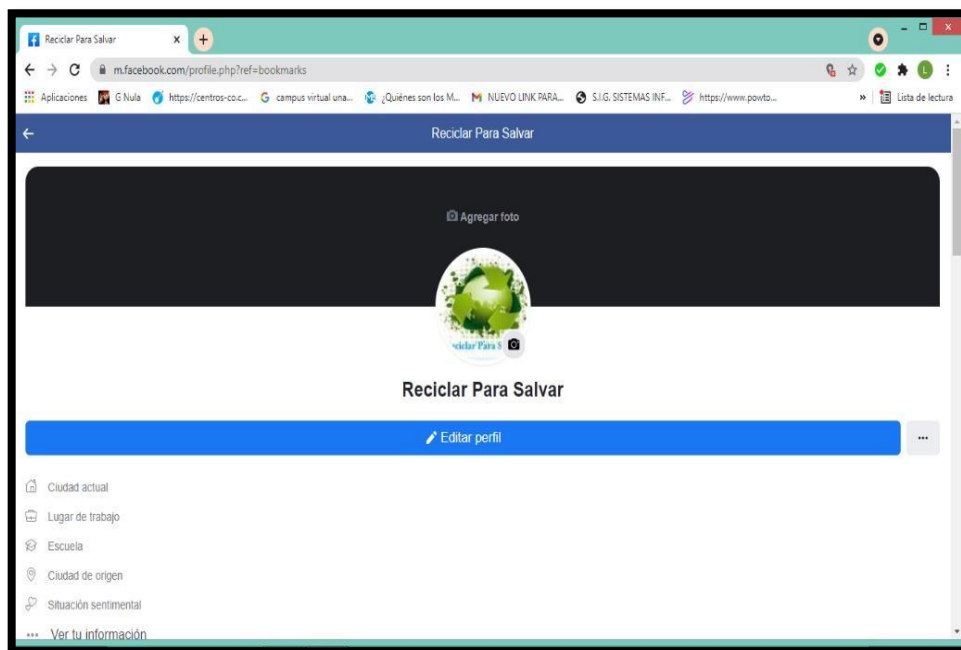 Reciclar Para Salvar
m.facebook.com/profile.php?ref=bookmarks
Aplicaciones G Nula https://centros-co.c... campus virtual una... ¿Quiénes son los M... NUEVO LINK PARA... S.I.G. SISTEMAS INF... https://www.powto... » Lista de lectura
Reciclar Para Salvar
Agregar foto
Reciclar Para Salvar
Editar perfil
Ciudad actual
Lugar de trabajo
Escuela
Ciudad de origen
Situación sentimental
Ver tu información